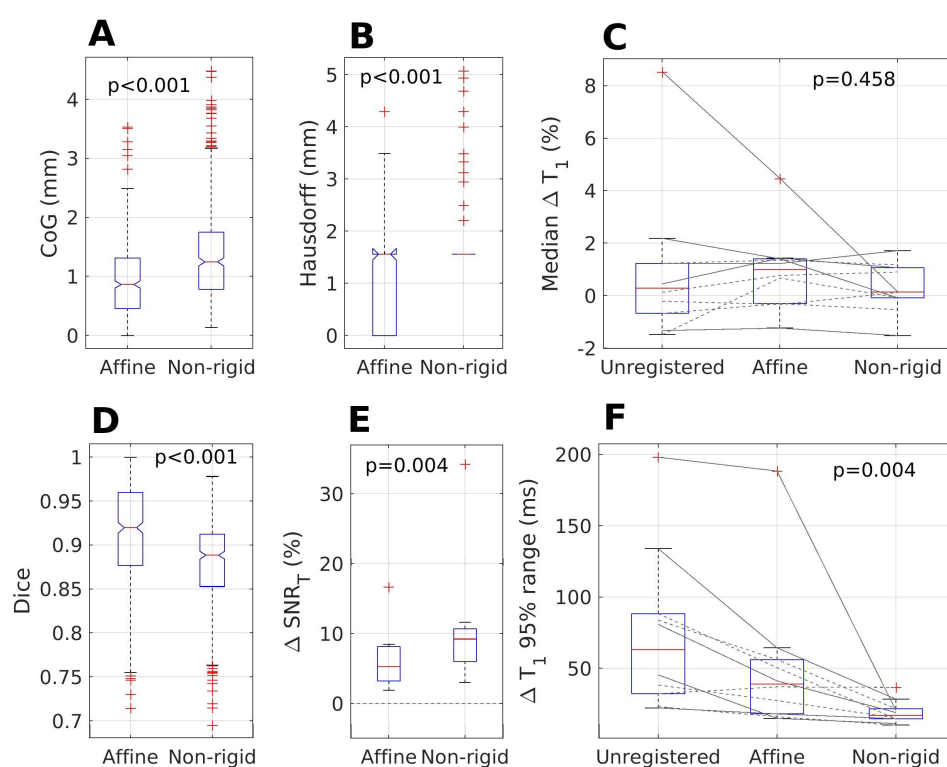 A
B
C
p<0.001
p<0.001
p=0.458
CoG (mm)
4
3
2
1
0
Hausdorff (mm)
5
4
3
2
1
0
Median Δ T1 (%)
8
6
4
2
0
-2
Affine Non-rigid
Affine Non-rigid
Unregistered Affine Non-rigid
D
E
F
p<0.001
p=0.004
p=0.004
Dice
1
0.95
0.9
0.85
0.8
0.75
0.7
Δ SNRT (%)
30
20
10
0
Δ T1 95% range (ms)
200
150
100
50
Affine Non-rigid
Affine Non-rigid
Unregistered Affine Non-rigid